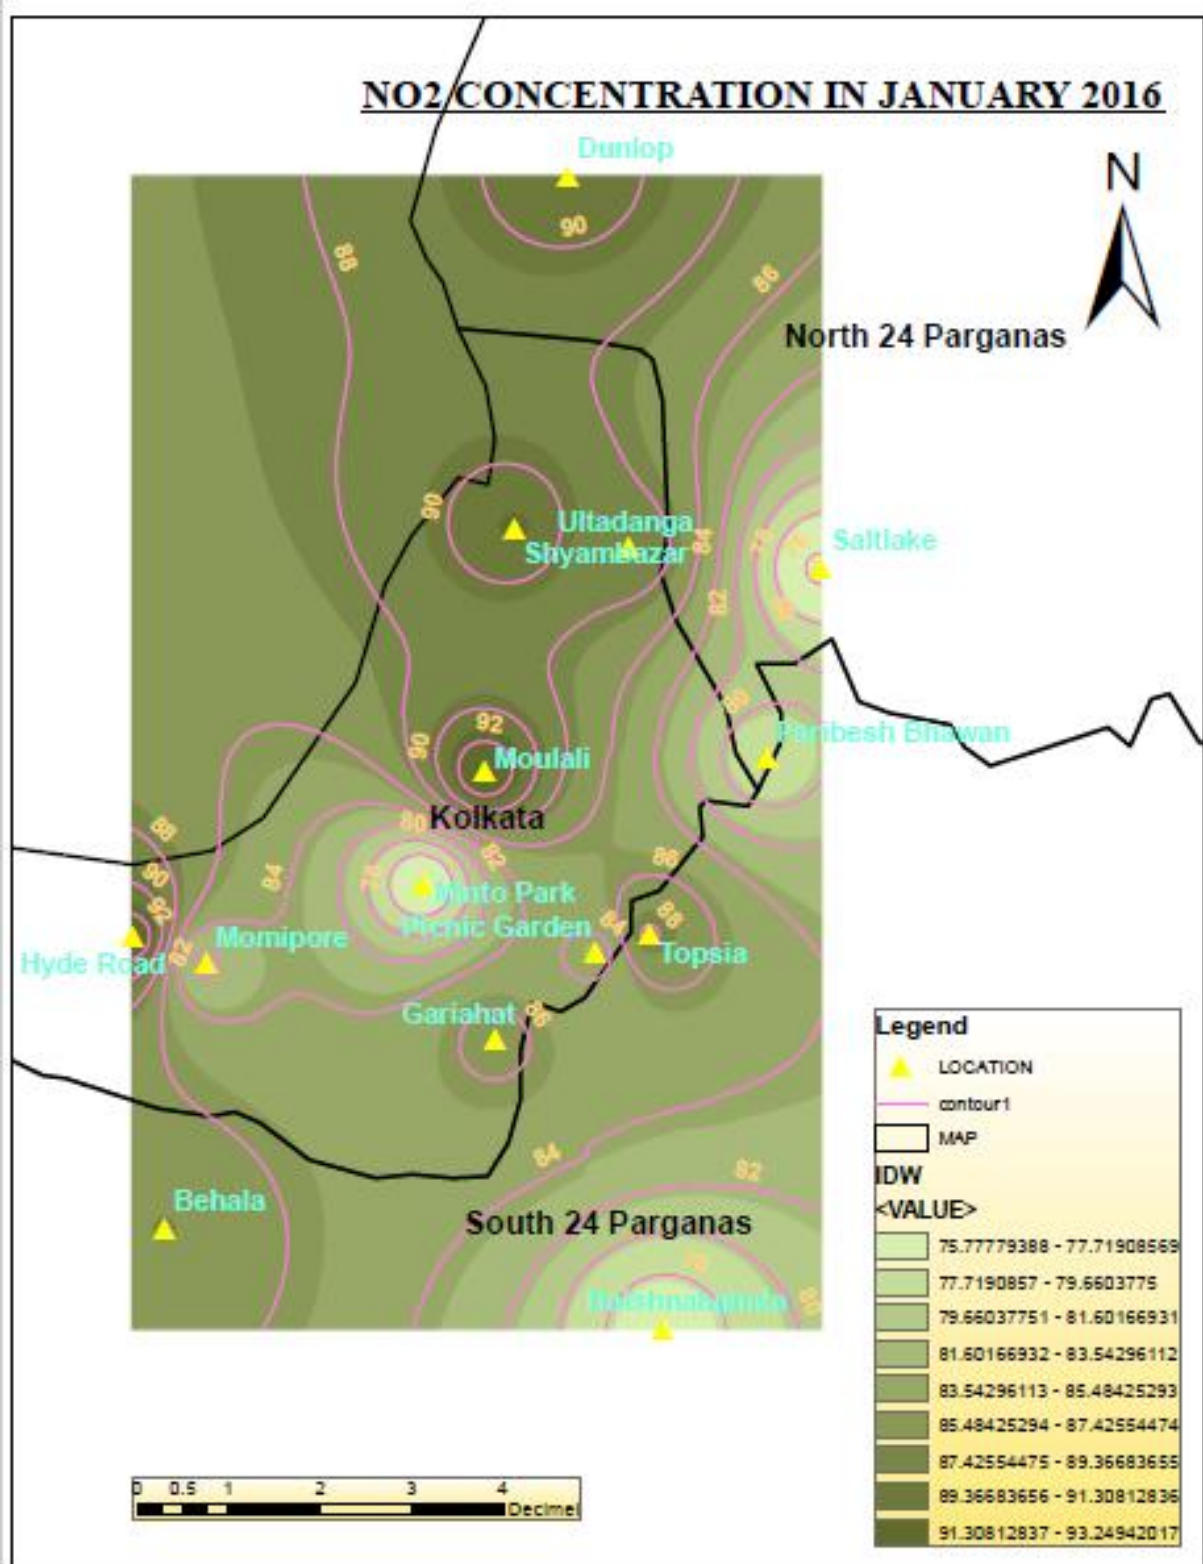 NO2 CONCENTRATION IN JANUARY 2016
Dunlop
N
90
88
86
North 24 Parganas
90
Ultadanga
Shyambazar
84
78
Saltlake
82
80
Paribesh Bhawan
92
90
Moulali
Kolkata
80
82
88
90
92
84
78
86
Minto Park
Picnic Garden
84
88
Topsia
82
Momipore
Hyde Road
Gariahat
86
84
82
Behala
South 24 Parganas
80
Legend
LOCATION
contour1
MAP
IDW
<VALUE>
75.77779388 - 77.71908569
77.7190857 - 79.6603775
79.66037751 - 81.60166931
81.60166932 - 83.54296112
83.54296113 - 85.48425293
85.48425294 - 87.42554474
87.42554475 - 89.36683655
89.36683656 - 91.30812836
91.30812837 - 93.24942017
0 0.5 1 2 3 4
Decimel